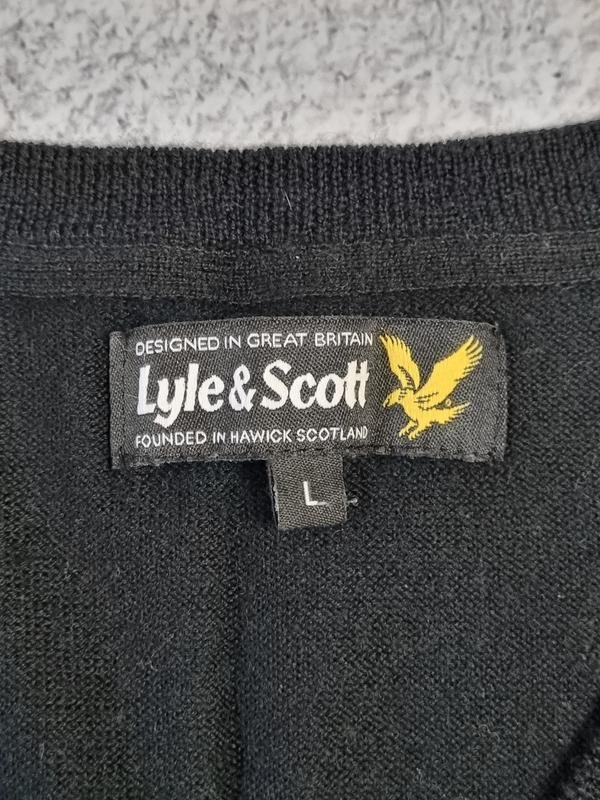 DESIGNED IN GREAT BRITAIN
Lyle & Scott
FOUNDED IN HAWICK SCOTLAND
L